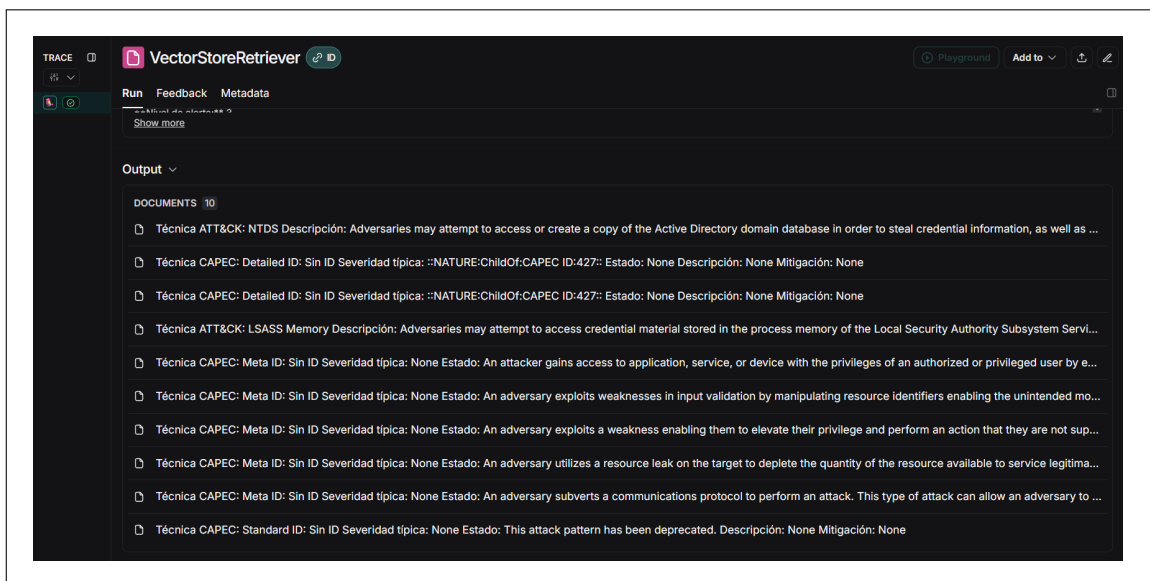 TRACE
VectorStoreRetriever ID
Playground
Add to
Run Feedback Metadata
**Nivel de alerta:** 3
Show more
Output
DOCUMENTS 10
Técnica ATT&CK: NTDS Descripción: Adversaries may attempt to access or create a copy of the Active Directory domain database in order to steal credential information, as well as ...
Técnica CAPEC: Detailed ID: Sin ID Severidad típica: ::NATURE:ChildOf:CAPEC ID:427:: Estado: None Descripción: None Mitigación: None
Técnica CAPEC: Detailed ID: Sin ID Severidad típica: ::NATURE:ChildOf:CAPEC ID:427:: Estado: None Descripción: None Mitigación: None
Técnica ATT&CK: LSASS Memory Descripción: Adversaries may attempt to access credential material stored in the process memory of the Local Security Authority Subsystem Servi...
Técnica CAPEC: Meta ID: Sin ID Severidad típica: None Estado: An attacker gains access to application, service, or device with the privileges of an authorized or privileged user by e...
Técnica CAPEC: Meta ID: Sin ID Severidad típica: None Estado: An adversary exploits weaknesses in input validation by manipulating resource identifiers enabling the unintended mo...
Técnica CAPEC: Meta ID: Sin ID Severidad típica: None Estado: An adversary exploits a weakness enabling them to elevate their privilege and perform an action that they are not sup...
Técnica CAPEC: Meta ID: Sin ID Severidad típica: None Estado: An adversary utilizes a resource leak on the target to deplete the quantity of the resource available to service legitima...
Técnica CAPEC: Meta ID: Sin ID Severidad típica: None Estado: An adversary subverts a communications protocol to perform an attack. This type of attack can allow an adversary to ...
Técnica CAPEC: Standard ID: Sin ID Severidad típica: None Estado: This attack pattern has been deprecated. Descripción: None Mitigación: None